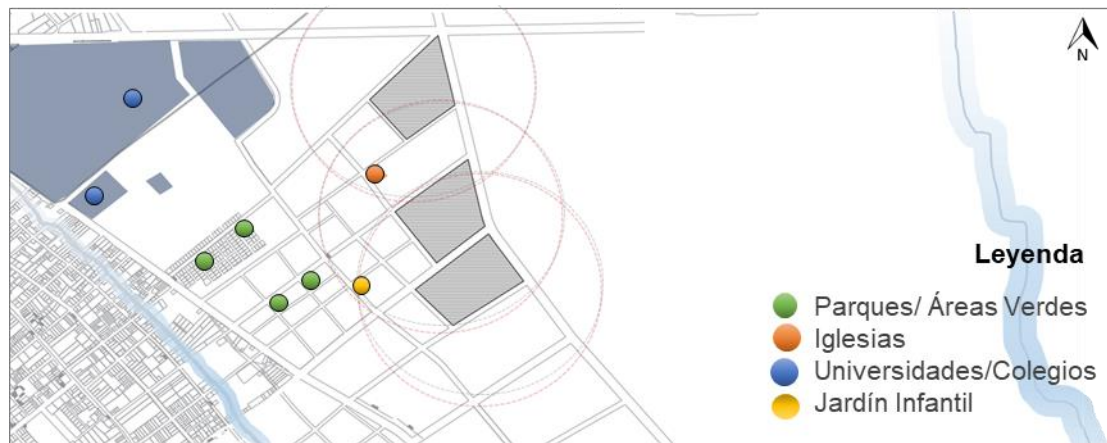 N
Leyenda
Parques/ Áreas Verdes
Iglesias
Universidades/Colegios
Jardín Infantil